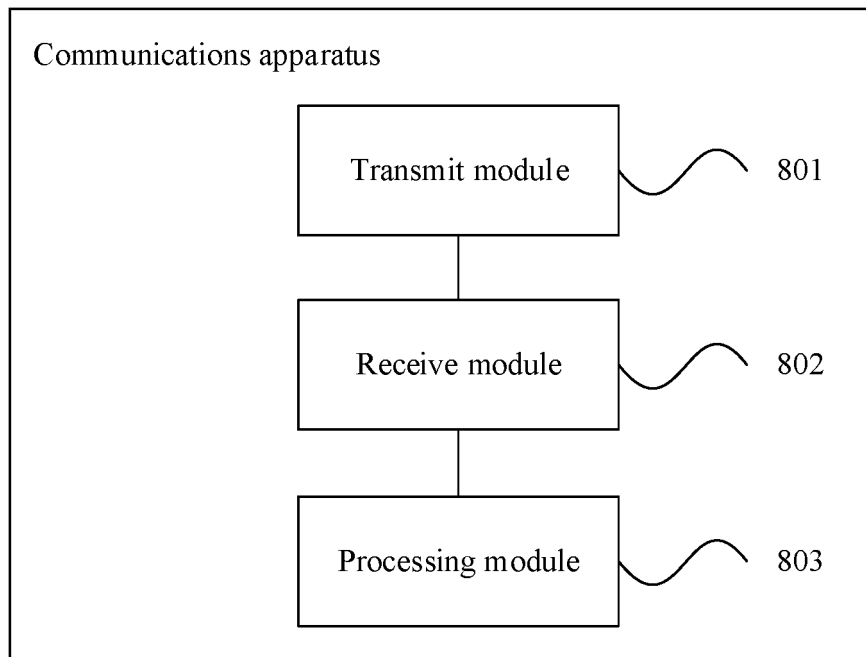 Communications apparatus
Transmit module
801
Receive module
802
Processing module
803